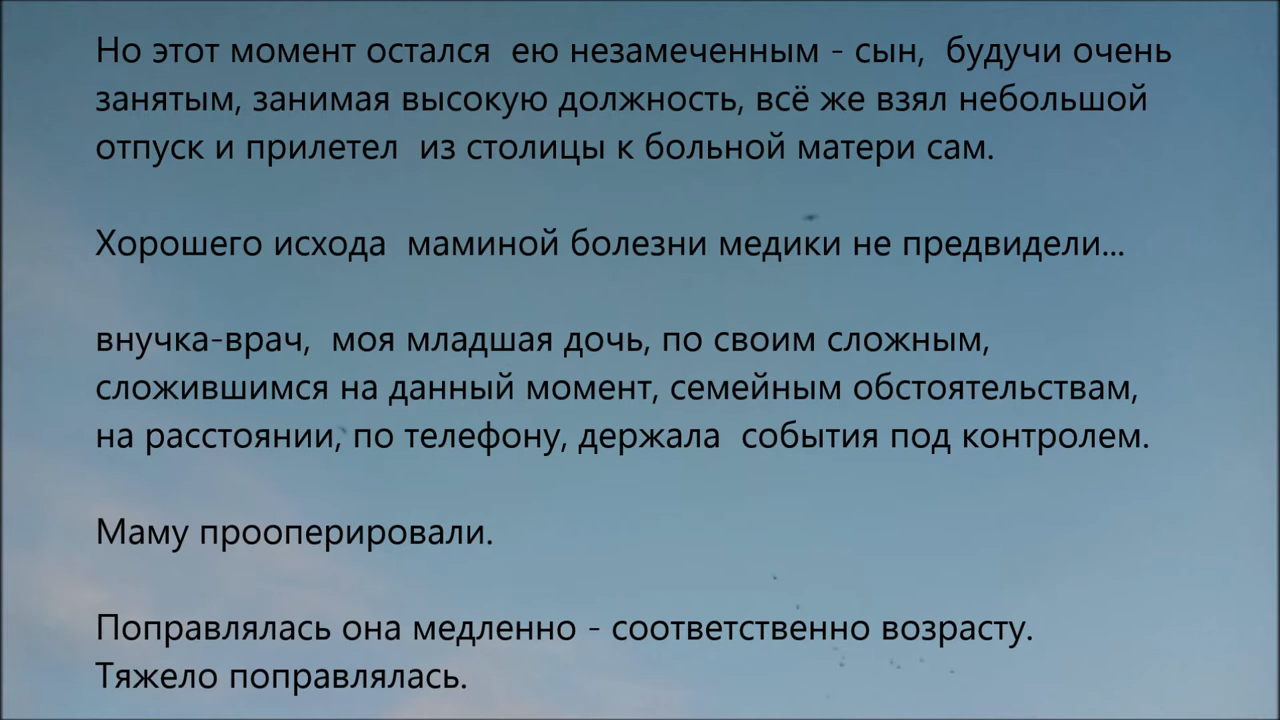 Но этот момент остался  ею незамеченным - сын,  будучи очень
занятым, занимая высокую должность, всё же взял небольшой
отпуск и прилетел  из столицы к больной матери сам.
Хорошего исхода  маминой болезни медики не предвидели...
внучка-врач,  моя младшая дочь, по своим сложным,
сложившимся на данный момент, семейным обстоятельствам,
на расстоянии, по телефону, держала  события под контролем.
Маму прооперировали.
Поправлялась она медленно - соответственно возрасту.
Тяжело поправлялась.